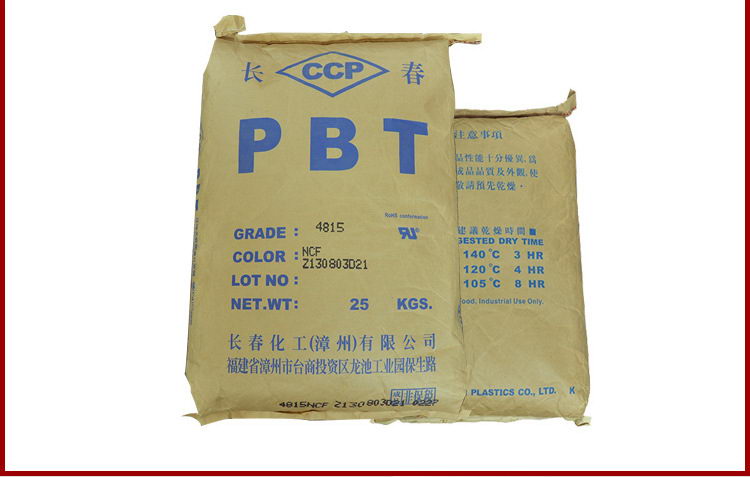 长 CCP 春
PBT
RoHS conformation
GRADE : 4815
COLOR : NCF
Z130803D21
LOT NO :
NET.WT: 25 KGS.
长春化工(漳州)有限公司
福建省漳州市台商投资区龙池工业园保生路
4815NCF Z130803D21 0227
注意事項
品性能十分優異,為
成品品質及外觀,使
敬請預先乾燥。
建議乾燥時間
GESTED DRY TIME
140℃ 3 HR
120℃ 4 HR
105℃ 8 HR
ood. Industrial Use Only.
PLASTICS CO., LTD. K